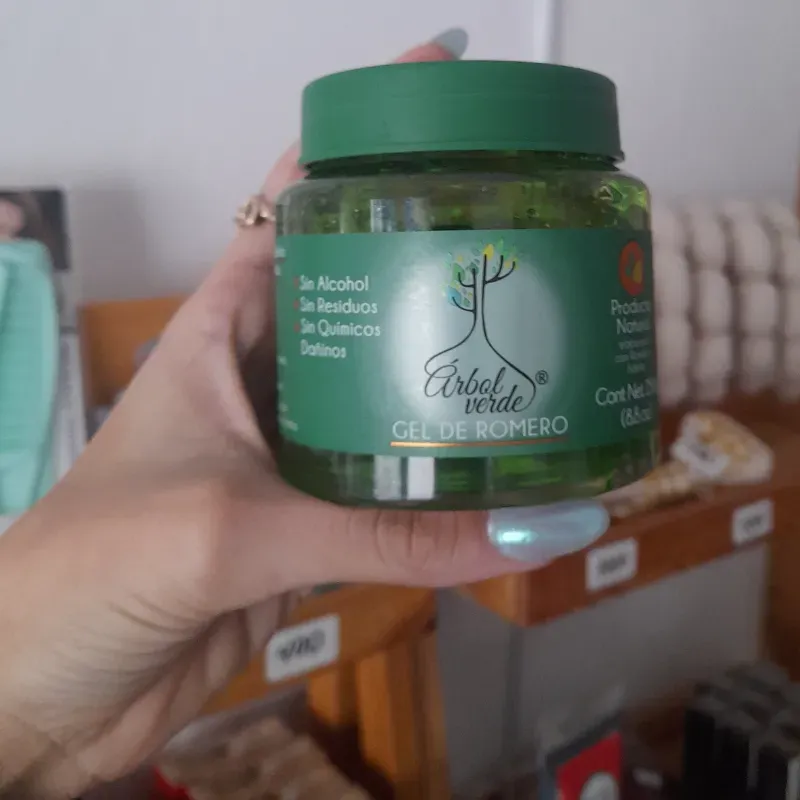 Sin Alcohol
Sin Residuos
Sin Químicos
Dañinos
Árbol
verde®
GEL DE ROMERO
Producto
Natural
Cont Net.